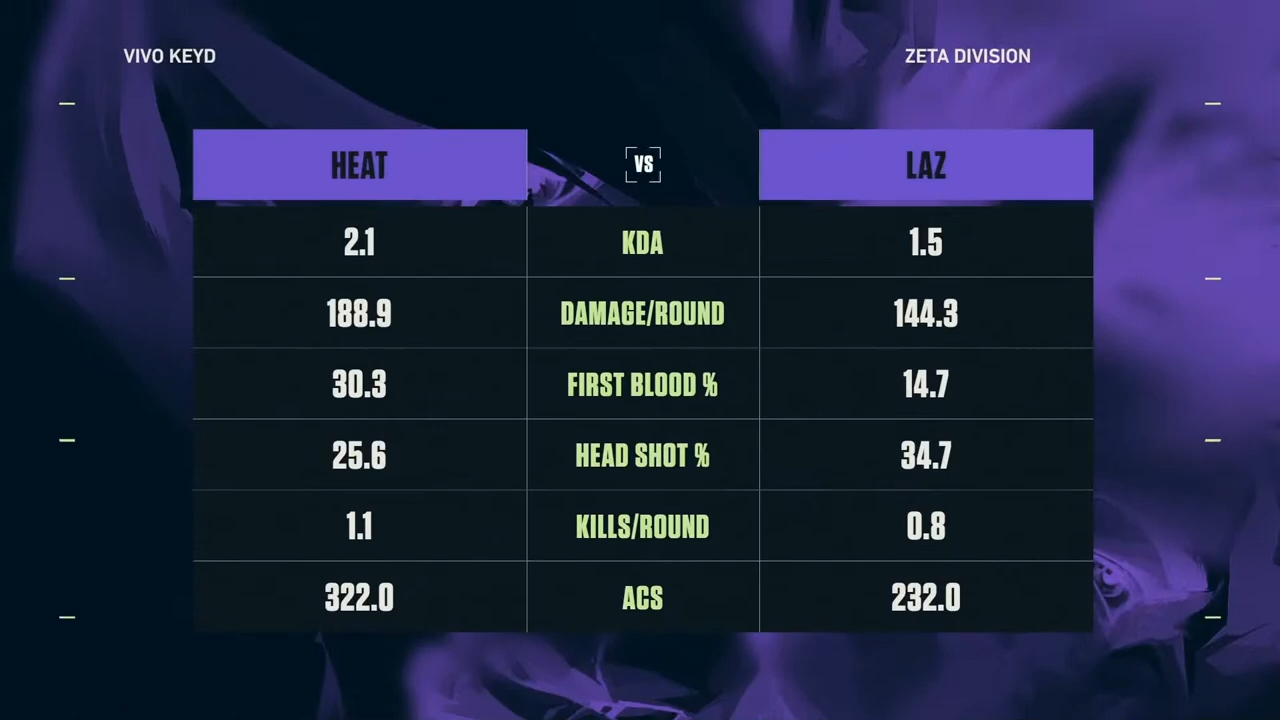 VIVO KEYD
ZETA DIVISION
HEAT VS LAZ
2.1 KDA 1.5
188.9 DAMAGE/ROUND 144.3
30.3 FIRST BLOOD % 14.7
25.6 HEAD SHOT % 34.7
1.1 KILLS/ROUND 0.8
322.0 ACS 232.0